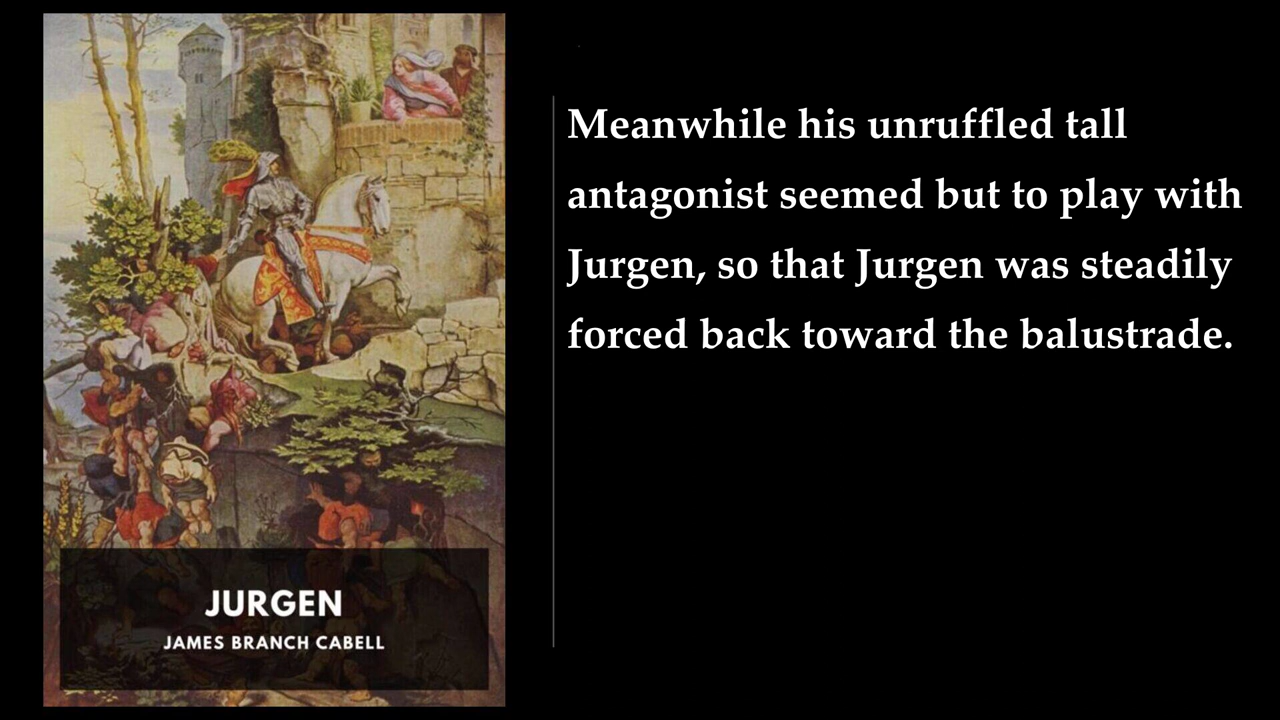 Meanwhile his unruffled tall
antagonist seemed but to play with
Jurgen, so that Jurgen was steadily
forced back toward the balustrade.
JURGEN
JAMES BRANCH CABELL